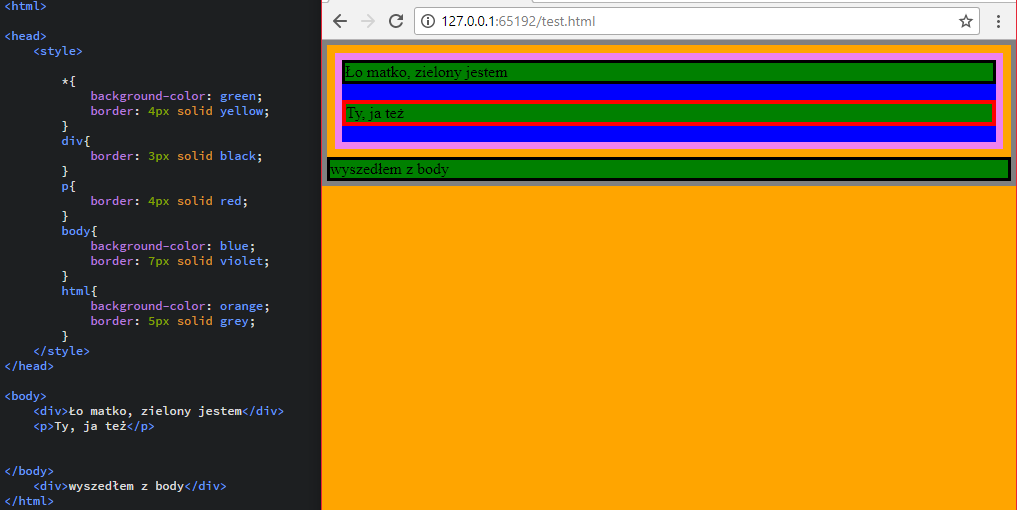 <html>
<head>
<style>
*{
background-color: green;
border: 4px solid yellow;
}
div{
border: 3px solid black;
}
p{
border: 4px solid red;
}
body{
background-color: blue;
border: 7px solid violet;
}
html{
background-color: orange;
border: 5px solid grey;
}
</style>
</head>
<body>
<div>Ło matko, zielony jestem</div>
<p>Ty, ja też</p>
</body>
<div>wyszedłem z body</div>
</html>
127.0.0.1:65192/test.html
Ło matko, zielony jestem
Ty, ja też
wyszedłem z body